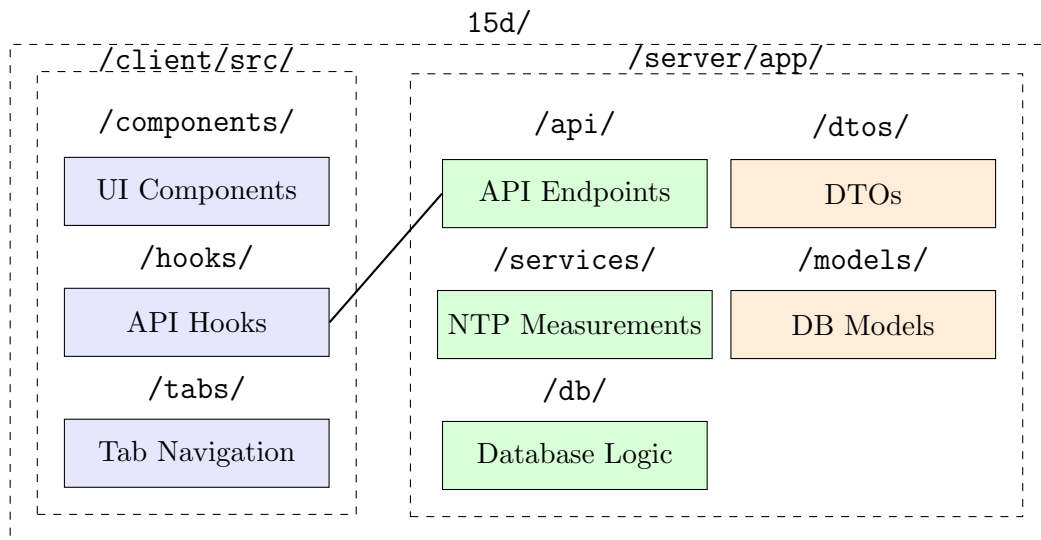 15d/
/client/src/
/components/
UI Components
/hooks/
API Hooks
/tabs/
Tab Navigation
/server/app/
/api/
API Endpoints
/services/
NTP Measurements
/db/
Database Logic
/dtos/
DTOs
/models/
DB Models